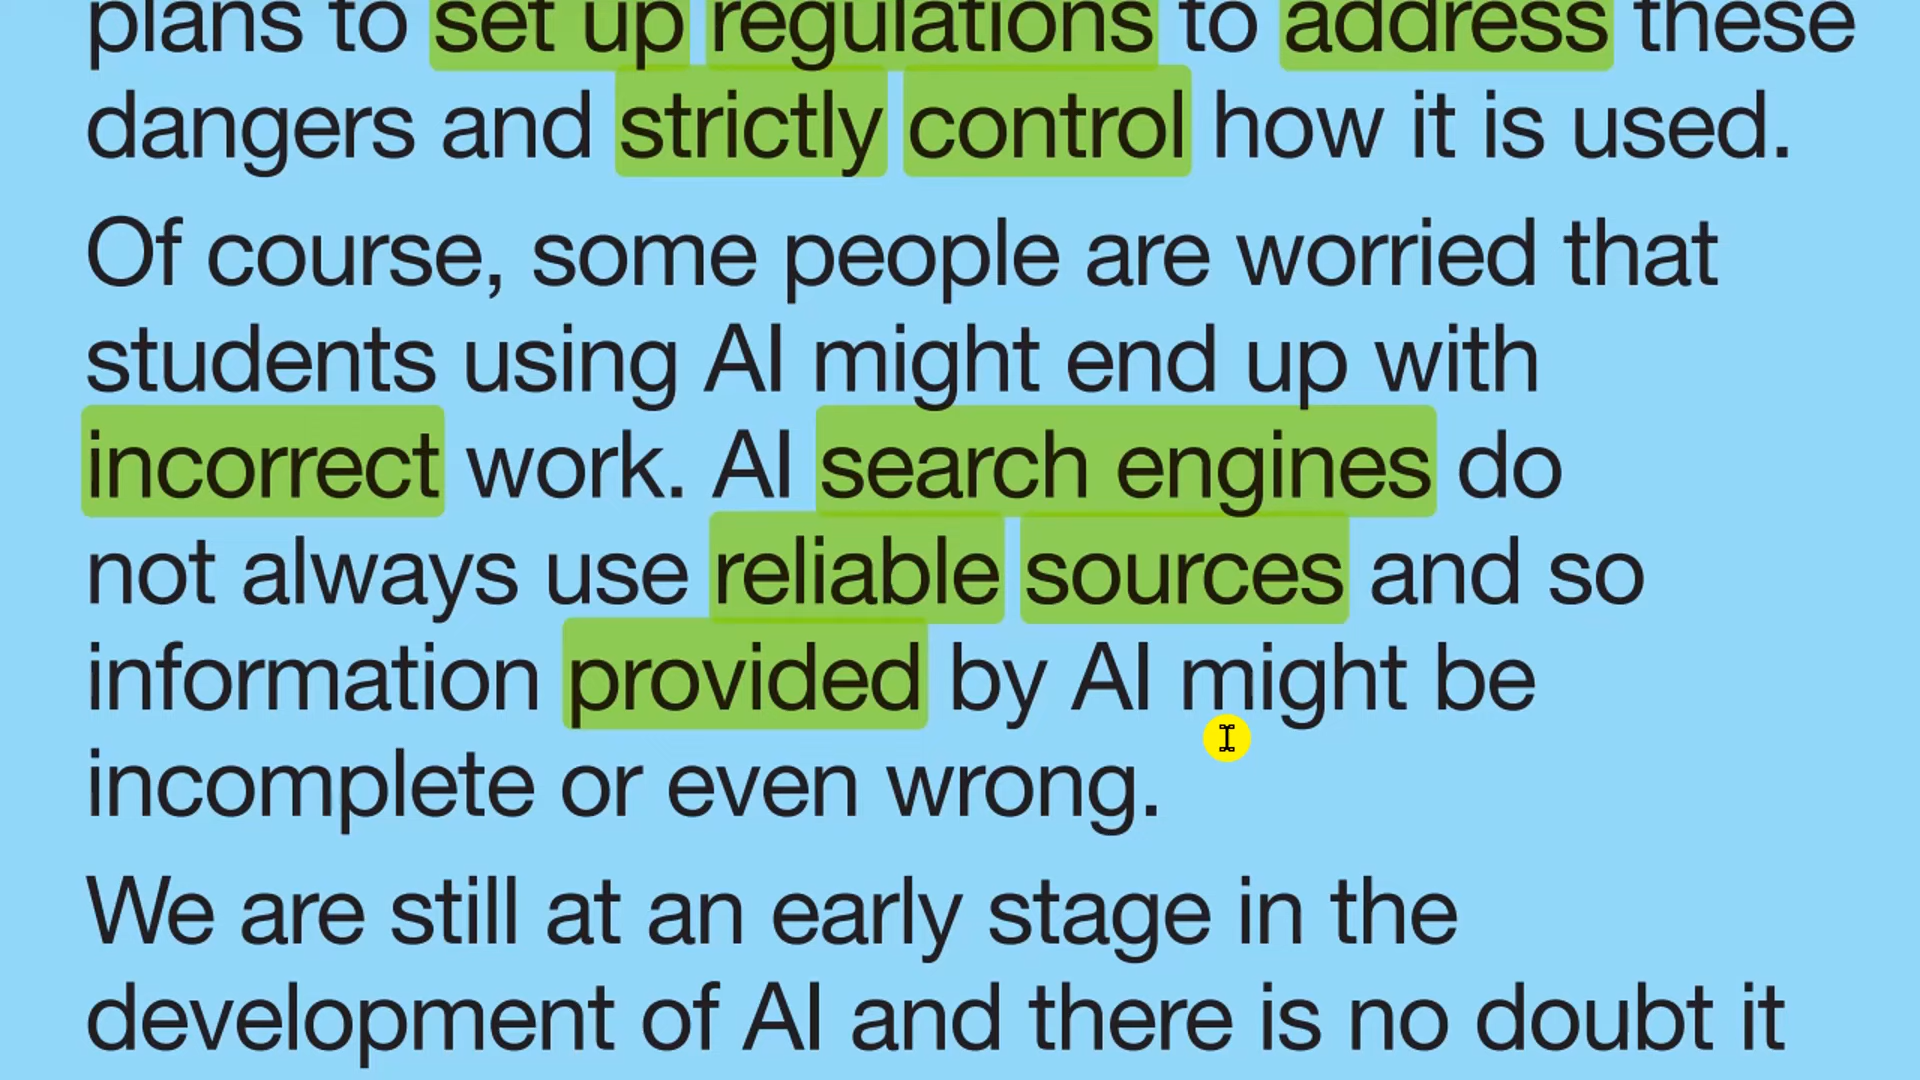 plans to set up regulations to address these
dangers and strictly control how it is used.
Of course, some people are worried that
students using AI might end up with
incorrect work. AI search engines do
not always use reliable sources and so
information provided by AI might be
incomplete or even wrong.
We are still at an early stage in the
development of AI and there is no doubt it